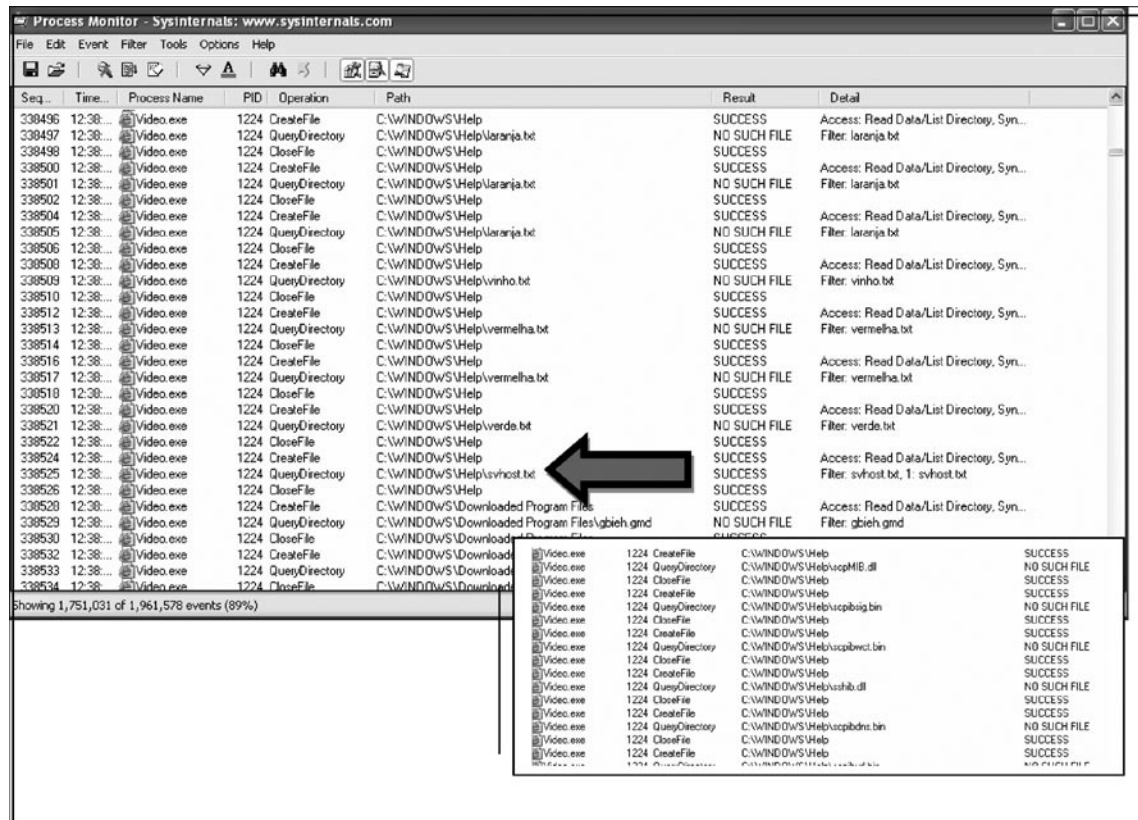 Process Monitor - Sysinternals: www.sysinternals.com
File Edit Event Filter Tools Options Help
Seq... Time... Process Name PID Operation Path Result Detail
338496 12:38:... Video.exe 1224 CreateFile C:\WINDOWS\Help SUCCESS Access: Read Data/List Directory, Syn...
338497 12:38:... Video.exe 1224 QueryDirectory C:\WINDOWS\Help\laranja.txt NO SUCH FILE Filter: laranja.txt
338498 12:38:... Video.exe 1224 CloseFile C:\WINDOWS\Help SUCCESS
338500 12:38:... Video.exe 1224 CreateFile C:\WINDOWS\Help SUCCESS Access: Read Data/List Directory, Syn...
338501 12:38:... Video.exe 1224 QueryDirectory C:\WINDOWS\Help\laranja.txt NO SUCH FILE Filter: laranja.txt
338502 12:38:... Video.exe 1224 CloseFile C:\WINDOWS\Help SUCCESS
338504 12:38:... Video.exe 1224 CreateFile C:\WINDOWS\Help SUCCESS Access: Read Data/List Directory, Syn...
338505 12:38:... Video.exe 1224 QueryDirectory C:\WINDOWS\Help\laranja.txt NO SUCH FILE Filter: laranja.txt
338506 12:38:... Video.exe 1224 CloseFile C:\WINDOWS\Help SUCCESS
338508 12:38:... Video.exe 1224 CreateFile C:\WINDOWS\Help SUCCESS Access: Read Data/List Directory, Syn...
338509 12:38:... Video.exe 1224 QueryDirectory C:\WINDOWS\Help\vinho.txt NO SUCH FILE Filter: vinho.txt
338510 12:38:... Video.exe 1224 CloseFile C:\WINDOWS\Help SUCCESS
338512 12:38:... Video.exe 1224 CreateFile C:\WINDOWS\Help SUCCESS Access: Read Data/List Directory, Syn...
338513 12:38:... Video.exe 1224 QueryDirectory C:\WINDOWS\Help\vermelha.txt NO SUCH FILE Filter: vermelha.txt
338514 12:38:... Video.exe 1224 CloseFile C:\WINDOWS\Help SUCCESS
338516 12:38:... Video.exe 1224 CreateFile C:\WINDOWS\Help SUCCESS Access: Read Data/List Directory, Syn...
338517 12:38:... Video.exe 1224 QueryDirectory C:\WINDOWS\Help\vermelha.txt NO SUCH FILE Filter: vermelha.txt
338518 12:38:... Video.exe 1224 CloseFile C:\WINDOWS\Help SUCCESS
338520 12:38:... Video.exe 1224 CreateFile C:\WINDOWS\Help SUCCESS Access: Read Data/List Directory, Syn...
338521 12:38:... Video.exe 1224 QueryDirectory C:\WINDOWS\Help\verde.txt NO SUCH FILE Filter: verde.txt
338522 12:38:... Video.exe 1224 CloseFile C:\WINDOWS\Help SUCCESS
338524 12:38:... Video.exe 1224 CreateFile C:\WINDOWS\Help SUCCESS Access: Read Data/List Directory, Syn...
338525 12:38:... Video.exe 1224 QueryDirectory C:\WINDOWS\Help\svhost.txt SUCCESS Filter: svhost.txt, 1: svhost.txt
338526 12:38:... Video.exe 1224 CloseFile C:\WINDOWS\Help SUCCESS
338528 12:38:... Video.exe 1224 CreateFile C:\WINDOWS\Downloaded Program Files SUCCESS Access: Read Data/List Directory, Syn...
338529 12:38:... Video.exe 1224 QueryDirectory C:\WINDOWS\Downloaded Program Files\gbieh.gmd NO SUCH FILE Filter: gbieh.gmd
338530 12:38:... Video.exe 1224 CloseFile C:\WINDOWS\Downloaded Program Files SUCCESS
338532 12:38:... Video.exe 1224 CreateFile C:\WINDOWS\Downloaded
338533 12:38:... Video.exe 1224 QueryDirectory C:\WINDOWS\Downloade
338534 12:38:... Video.exe 1224 CloseFile C:\WINDOWS\Download
Showing 1,751,031 of 1,961,578 events (89%)
Video.exe 1224 CreateFile C:\WINDOWS\Help SUCCESS
Video.exe 1224 QueryDirectory C:\WINDOWS\Help\scpMIB.dll NO SUCH FILE
Video.exe 1224 CloseFile C:\WINDOWS\Help SUCCESS
Video.exe 1224 CreateFile C:\WINDOWS\Help SUCCESS
Video.exe 1224 QueryDirectory C:\WINDOWS\Help\scpibsig.bin NO SUCH FILE
Video.exe 1224 CloseFile C:\WINDOWS\Help SUCCESS
Video.exe 1224 CreateFile C:\WINDOWS\Help SUCCESS
Video.exe 1224 QueryDirectory C:\WINDOWS\Help\scpibwct.bin NO SUCH FILE
Video.exe 1224 CloseFile C:\WINDOWS\Help SUCCESS
Video.exe 1224 CreateFile C:\WINDOWS\Help SUCCESS
Video.exe 1224 QueryDirectory C:\WINDOWS\Help\sshib.dll NO SUCH FILE
Video.exe 1224 CloseFile C:\WINDOWS\Help SUCCESS
Video.exe 1224 CreateFile C:\WINDOWS\Help SUCCESS
Video.exe 1224 QueryDirectory C:\WINDOWS\Help\scpibdns.bin NO SUCH FILE
Video.exe 1224 CloseFile C:\WINDOWS\Help SUCCESS
Video.exe 1224 CreateFile C:\WINDOWS\Help SUCCESS